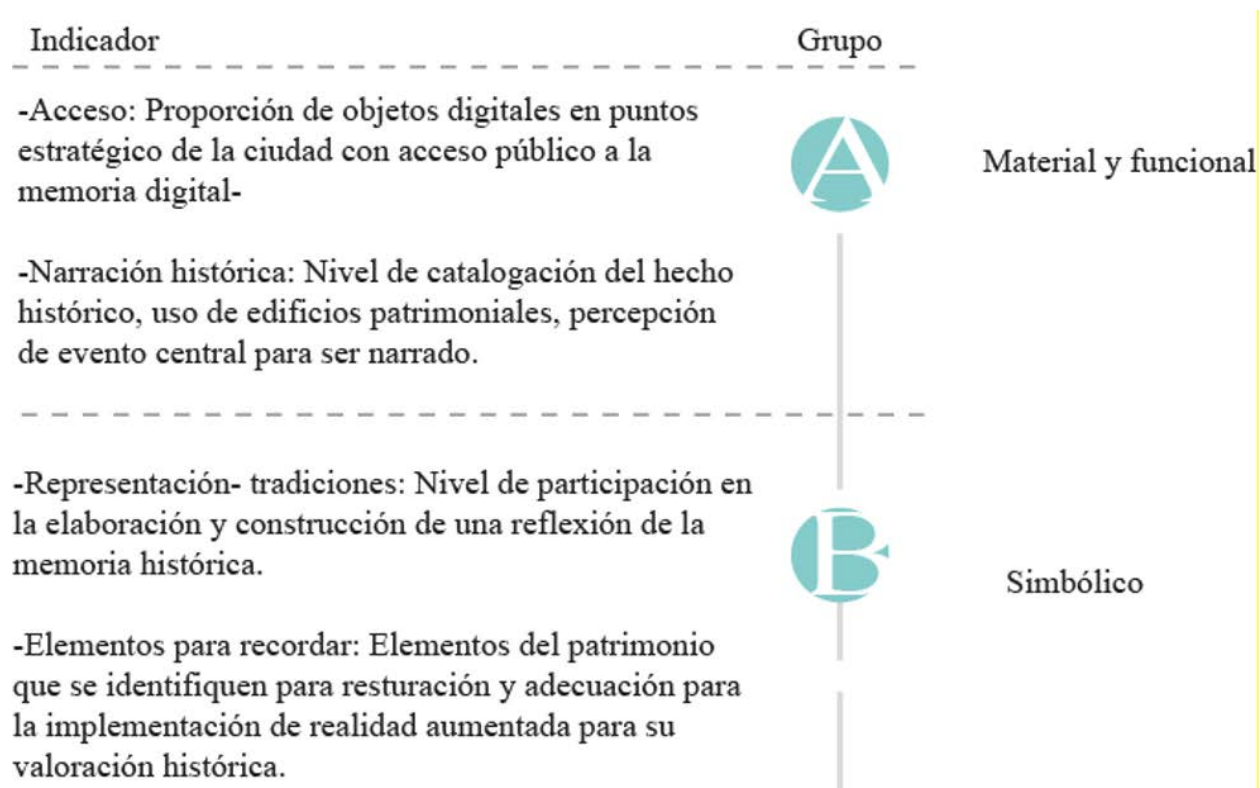 Indicador Grupo
-Acceso: Proporción de objetos digitales en puntos
estratégico de la ciudad con acceso público a la
memoria digital-
A Material y funcional
-Narración histórica: Nivel de catalogación del hecho
histórico, uso de edificios patrimoniales, percepción
de evento central para ser narrado.
-Representación- tradiciones: Nivel de participación en
la elaboración y construcción de una reflexión de la
memoria histórica.
B Simbólico
-Elementos para recordar: Elementos del patrimonio
que se identifiquen para resturación y adecuación para
la implementación de realidad aumentada para su
valoración histórica.